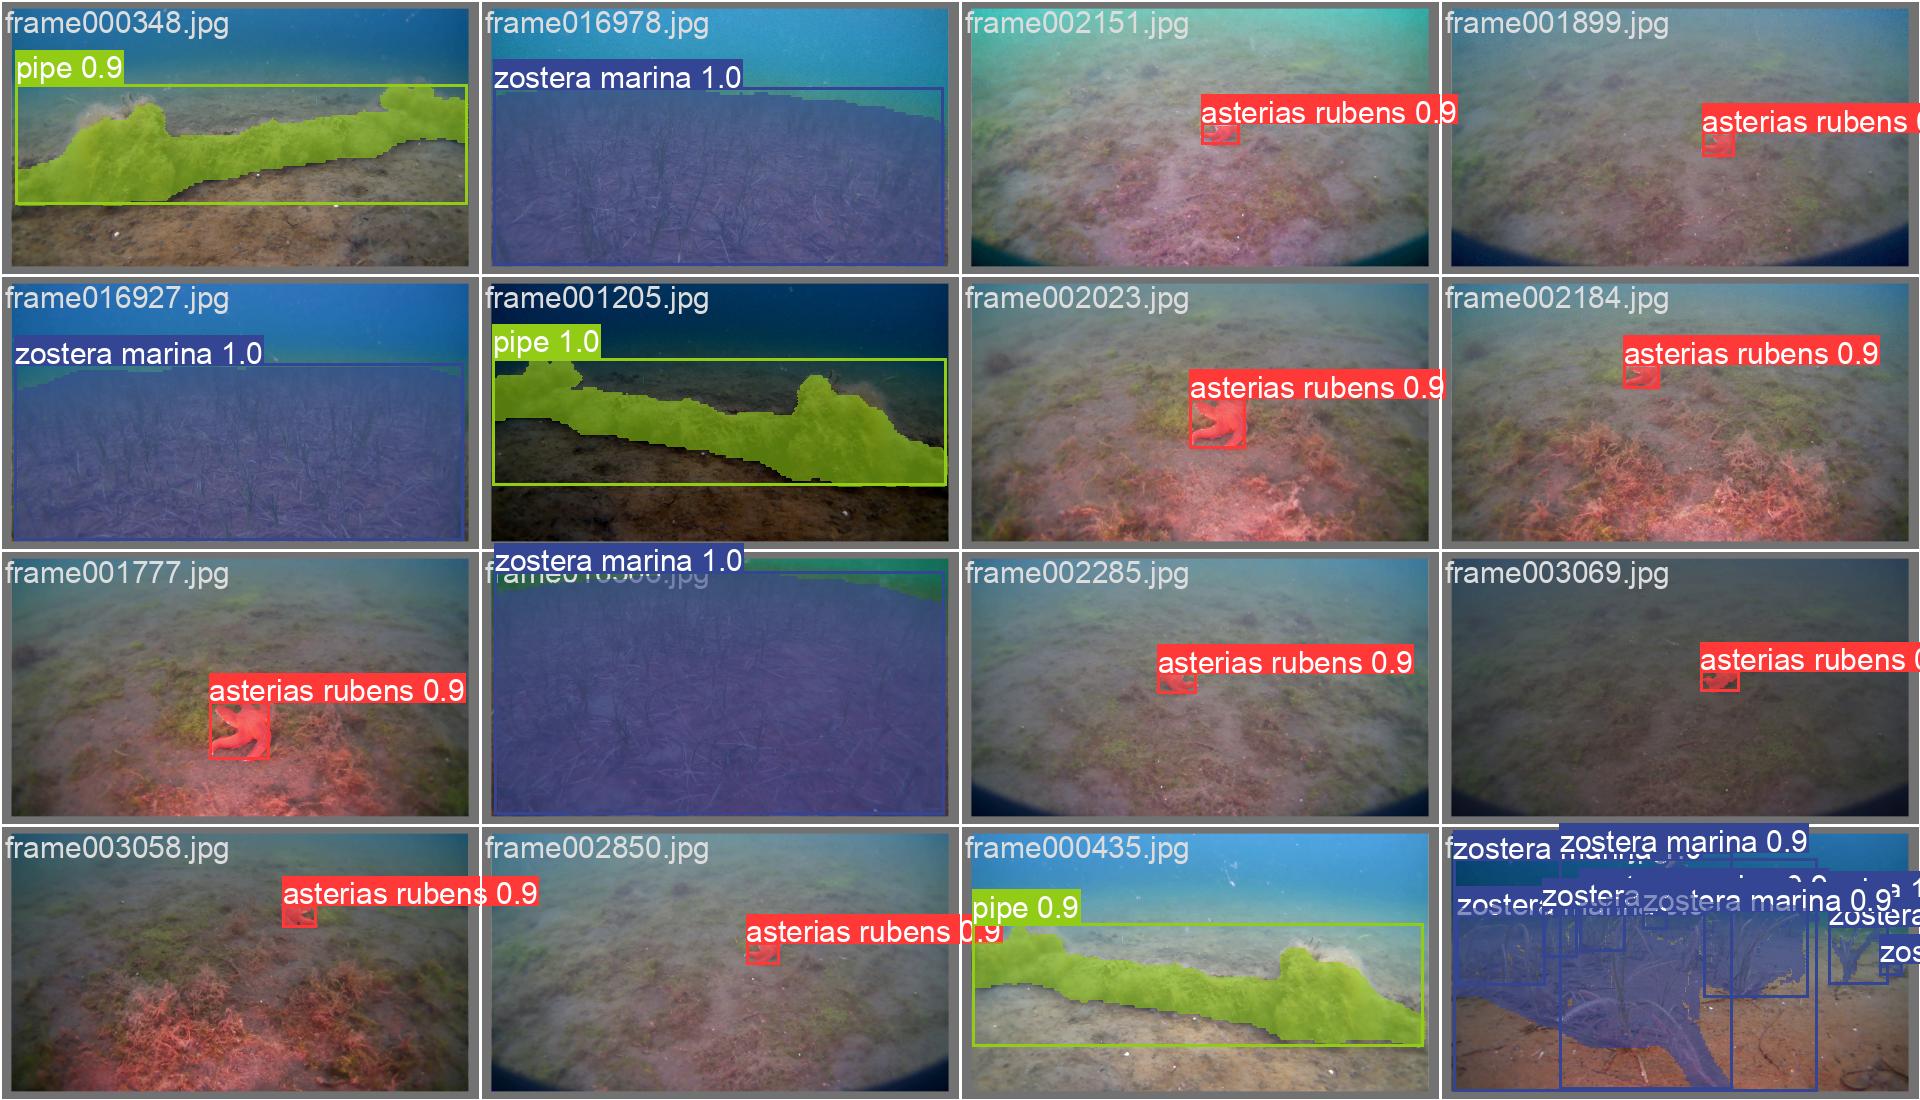 frame000348.jpg
pipe 0.9
frame016978.jpg
zostera marina 1.0
frame002151.jpg
asterias rubens 0.9
frame001899.jpg
asterias rubens
frame016927.jpg
zostera marina 1.0
frame001205.jpg
pipe 1.0
frame002023.jpg
asterias rubens 0.9
frame002184.jpg
asterias rubens 0.9
frame001777.jpg
asterias rubens 0.9
zostera marina 1.0
frame002285.jpg
asterias rubens 0.9
frame003069.jpg
asterias rubens
frame003058.jpg
asterias rubens 0.9
frame002850.jpg
asterias rubens 0.9
frame000435.jpg
pipe 0.9
zostera marina 0.9
zostera
zostera
zostera marina 0.9
zostera